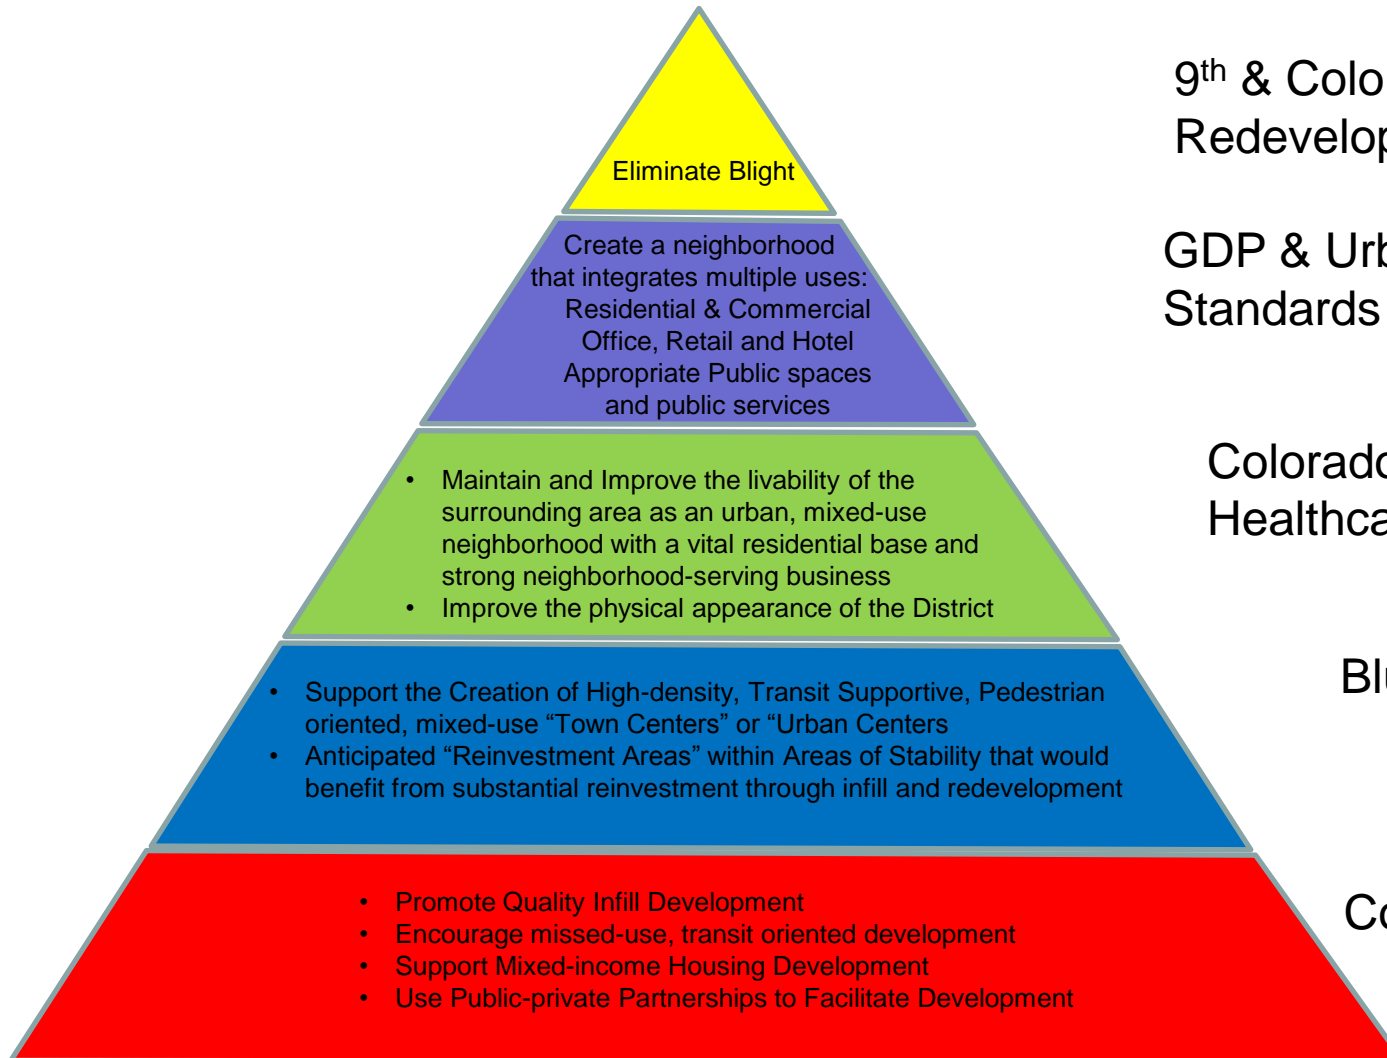 Eliminate Blight
Create a neighborhood
that integrates multiple uses:
Residential & Commercial
Office, Retail and Hotel
Appropriate Public spaces
and public services
• Maintain and Improve the livability of the
surrounding area as an urban, mixed-use
neighborhood with a vital residential base and
strong neighborhood-serving business
• Improve the physical appearance of the District
• Support the Creation of High-density, Transit Supportive, Pedestrian
oriented, mixed-use “Town Centers” or “Urban Centers
• Anticipated “Reinvestment Areas” within Areas of Stability that would
benefit from substantial reinvestment through infill and redevelopment
• Promote Quality Infill Development
• Encourage missed-use, transit oriented development
• Support Mixed-income Housing Development
• Use Public-private Partnerships to Facilitate Development
9th & Colo
Redevelop
GDP & Urb
Standards
Colorado
Healthca
Blu
Co